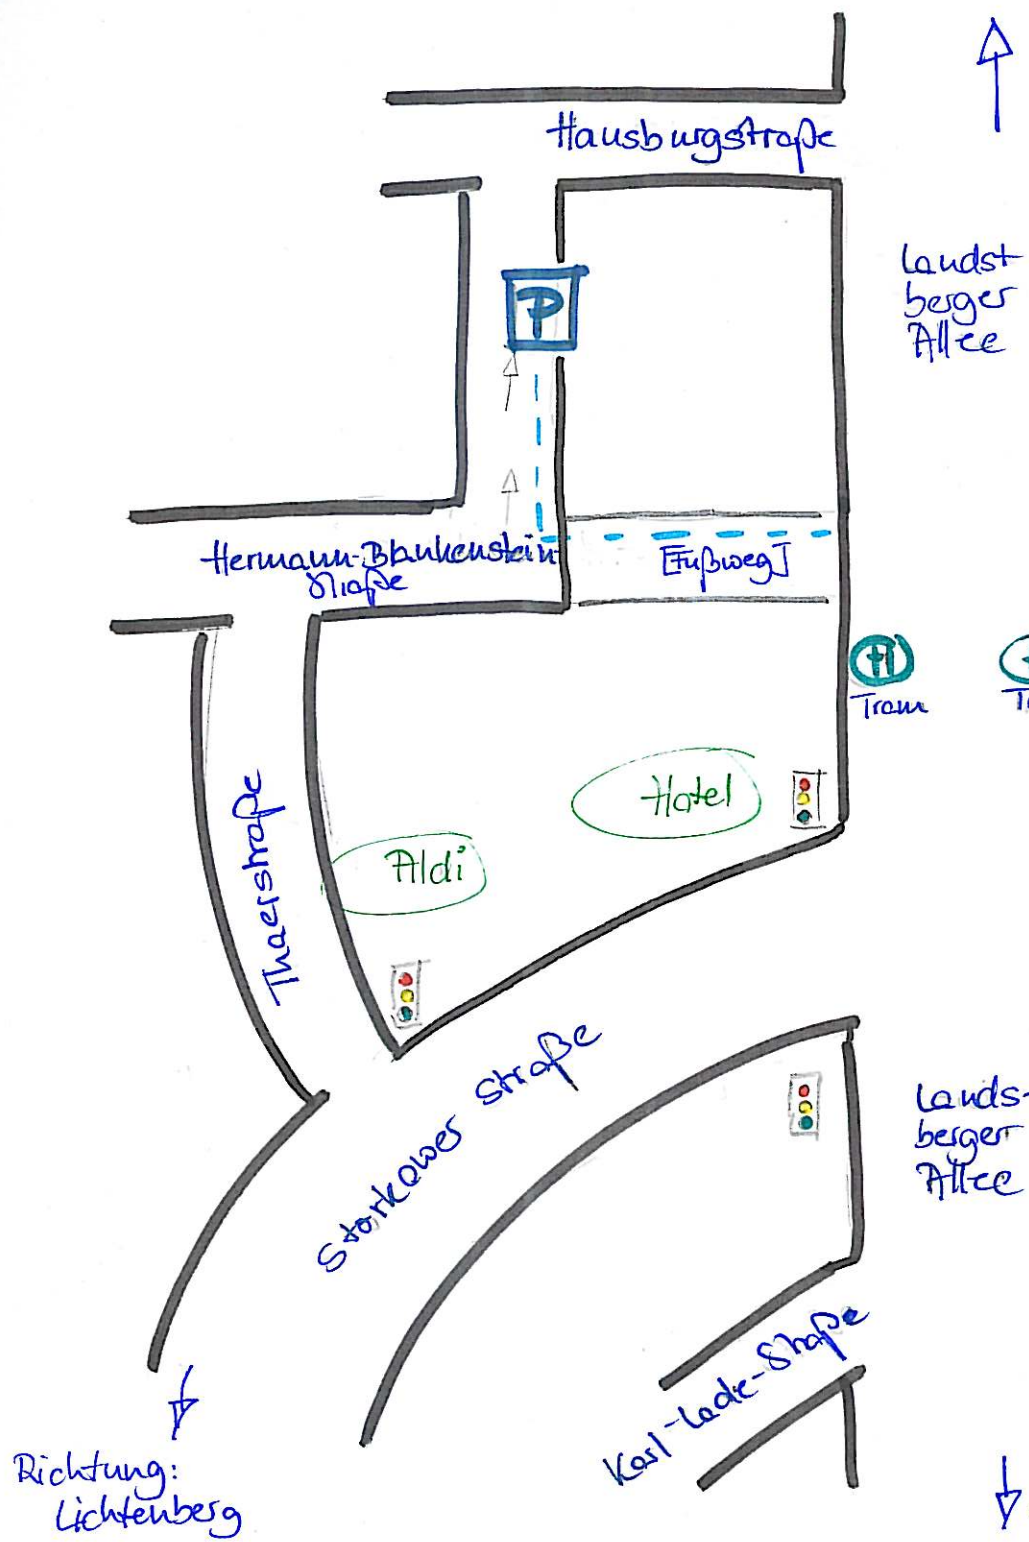 Hausburgstraße
Landst
berger
Allee
P
Hermann-Blankenstein
straße
[Fußweg]
H
Tram
Hotel
Aldi
Thaerstraße
Storkower Straße
Lands-
berger
Allee
Karl-Lade-Straße
Richtung:
Lichtenberg